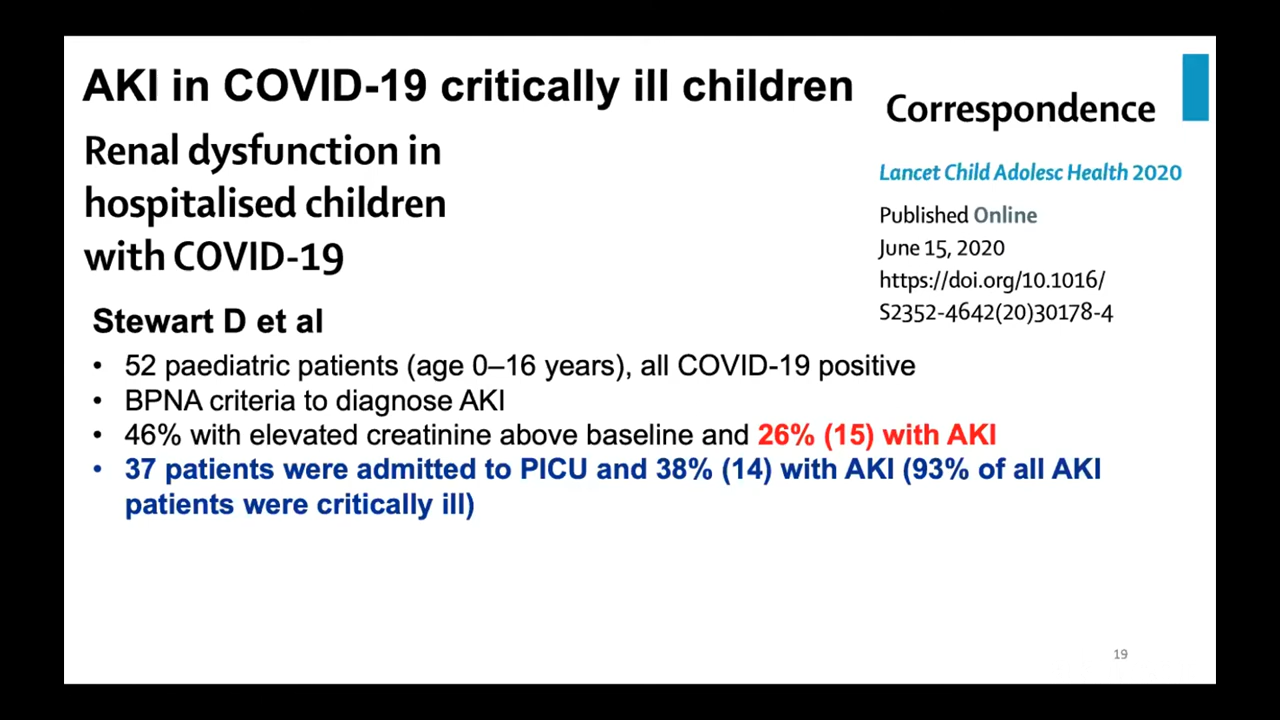 AKI in COVID-19 critically ill children
Renal dysfunction in
hospitalised children
with COVID-19
Correspondence
Lancet Child Adolesc Health 2020
Published Online
June 15, 2020
https://doi.org/10.1016/
S2352-4642(20)30178-4
Stewart D et al
• 52 paediatric patients (age 0–16 years), all COVID-19 positive
• BPNA criteria to diagnose AKI
• 46% with elevated creatinine above baseline and 26% (15) with AKI
• 37 patients were admitted to PICU and 38% (14) with AKI (93% of all AKI
patients were critically ill)
19